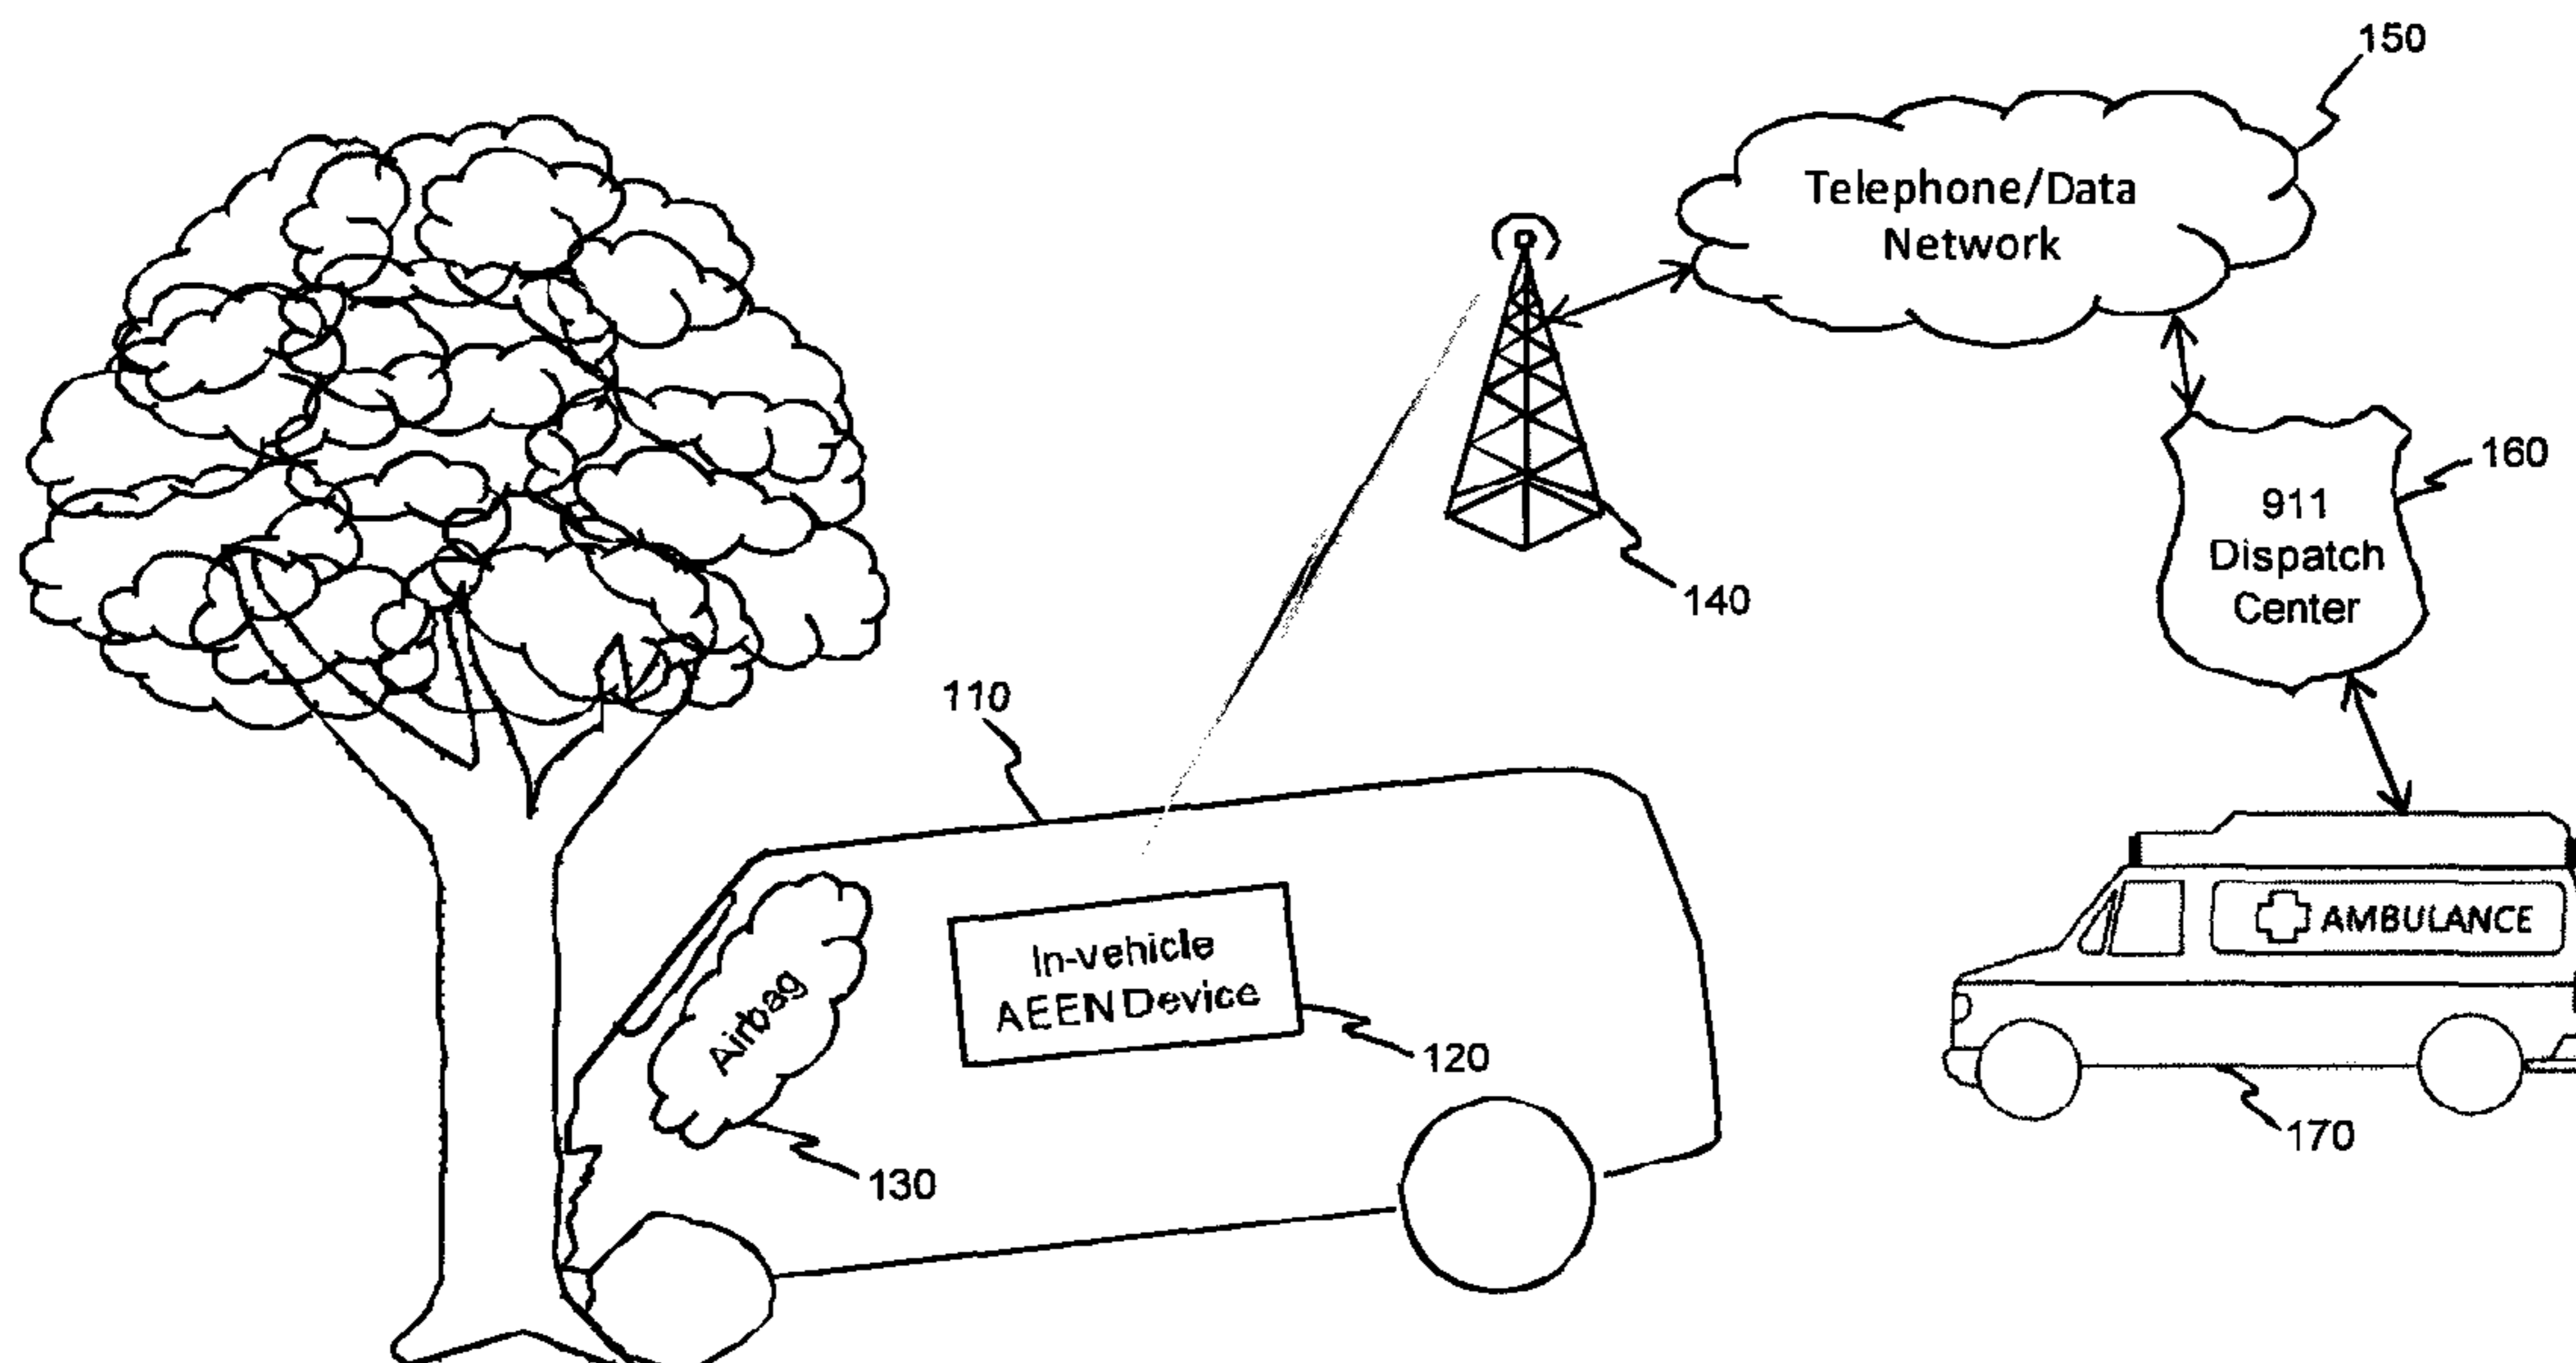 150
Telephone/Data
Network
160
911
Dispatch
Center
140
110
AMBULANCE
In-vehicle
AEEN Device
Airbag
120
170
130